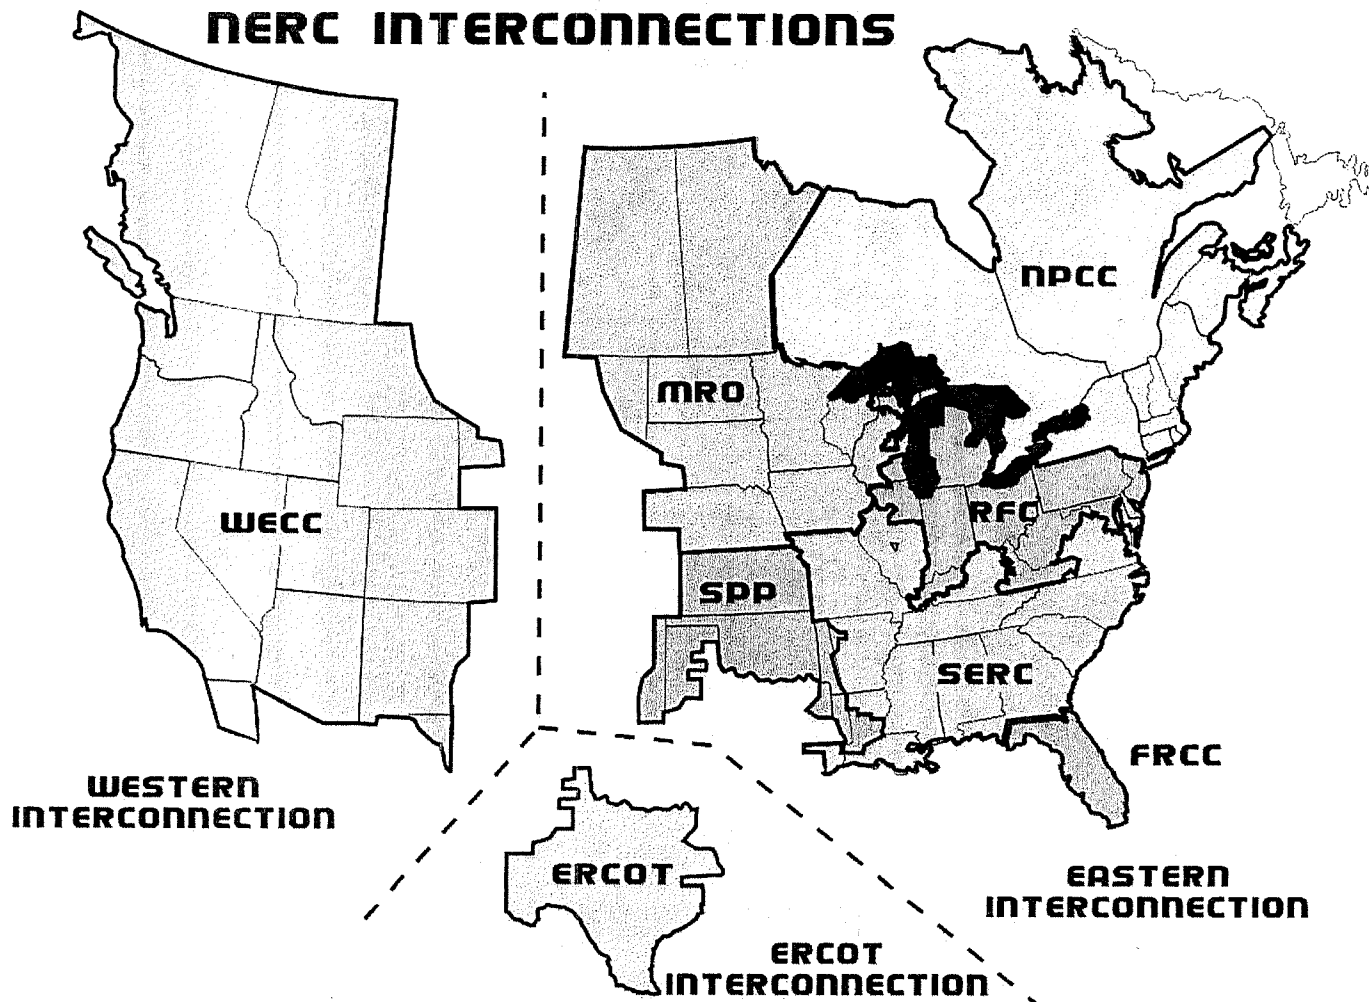 NERC INTERCONNECTIONS
NPCC
MRO
RFC
WECC
SPP
SERC
FRCC
WESTERN
INTERCONNECTION
ERCOT
EASTERN
INTERCONNECTION
ERCOT
INTERCONNECTION